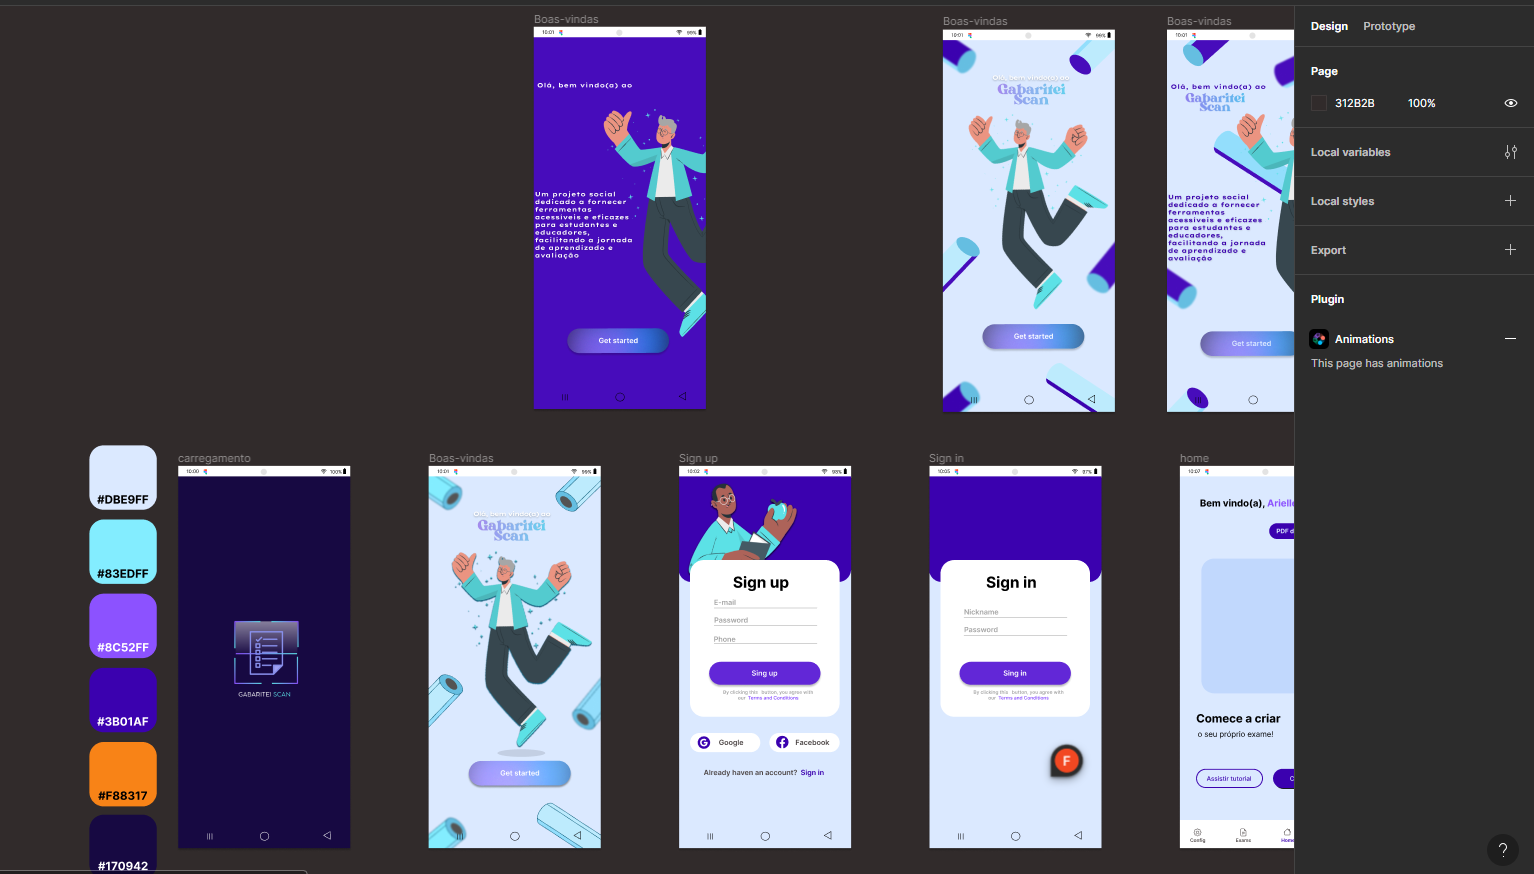 Boas-vindas
10:01
99%
Olá, bem vindo(a) ao
Um projeto social
dedicado a fornecer
ferramentas
acessíveis e eficazes
para estudantes e
educadores,
facilitando a jornada
de aprendizado e
avaliação
Get started
Boas-vindas
10:01
99%
Olá, bem vindo(a) ao
Gabaritei
Scan
Get started
Boas-vindas
10:01
Olá, bem vindo(a) ao
Gabaritei
Scan
Um projeto social
dedicado a fornecer
ferramentas
acessíveis e eficazes
para estudantes e
educadores,
facilitando a jornada
de aprendizado e
avaliação
Get started
Design Prototype
Page
312B2B 100%
Local variables
Local styles
Export
Plugin
Animations
This page has animations
?
#DBE9FF
#83EDFF
#8C52FF
#3B01AF
#F88317
#170942
carregamento
10:00
100%
GABARITEI SCAN
Boas-vindas
10:01
99%
Olá, bem vindo(a) ao
Gabaritei
Scan
Get started
Sign up
10:02
98%
Sign up
E-mail
Password
Phone
Sing up
By clicking this button, you agree with
our Terms and Conditions
Google
Facebook
Already haven an account? Sign in
Sign in
10:05
97%
Sign in
Nickname
Password
Sing in
By clicking this button, you agree with
our Terms and Conditions
F
home
10:07
Bem vindo(a), Arielle
PDF d
Comece a criar
o seu próprio exame!
Assistir tutorial
C
Config
Exams
Home